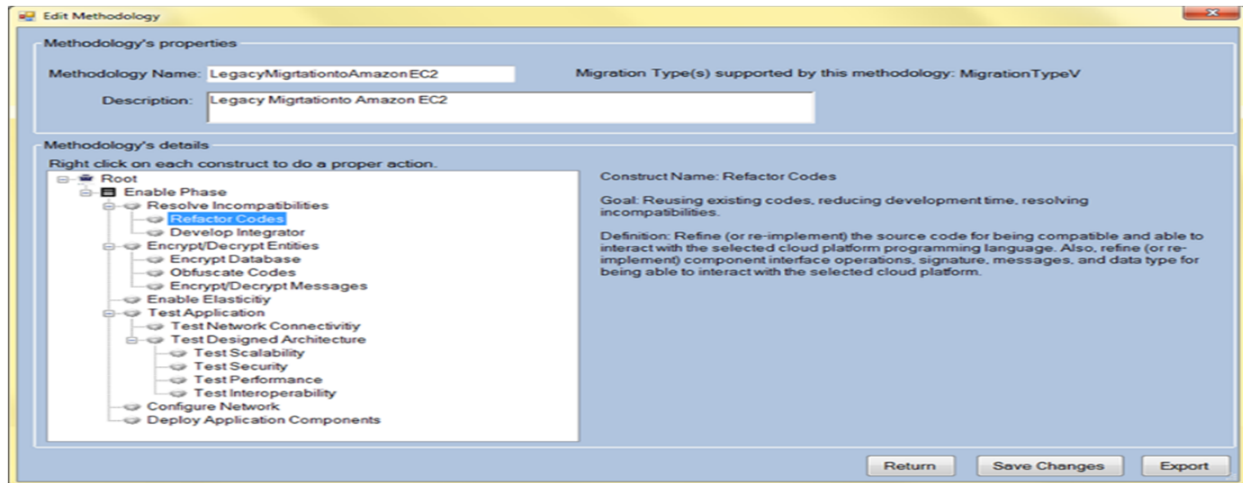 Edit Methodology
Methodology's properties
Methodology Name: LegacyMigrtationtoAmazonEC2
Migration Type(s) supported by this methodology: MigrationTypeV
Description: Legacy Migrtationto Amazon EC2
Methodology's details
Right click on each construct to do a proper action.
Root
Enable Phase
Resolve Incompatibilities
Refactor Codes
Develop Integrator
Encrypt/Decrypt Entities
Encrypt Database
Obfuscate Codes
Encrypt/Decrypt Messages
Enable Elasticitiy
Test Application
Test Network Connectivitiy
Test Designed Architecture
Test Scalability
Test Security
Test Performance
Test Interoperability
Configure Network
Deploy Application Components
Construct Name: Refactor Codes
Goal: Reusing existing codes, reducing development time, resolving
incompatibilities.
Definition: Refine (or re-implement) the source code for being compatible and able to
interact with the selected cloud platform programming language. Also, refine (or re-
implement) component interface operations, signature, messages, and data type for
being able to interact with the selected cloud platform.
Return
Save Changes
Export